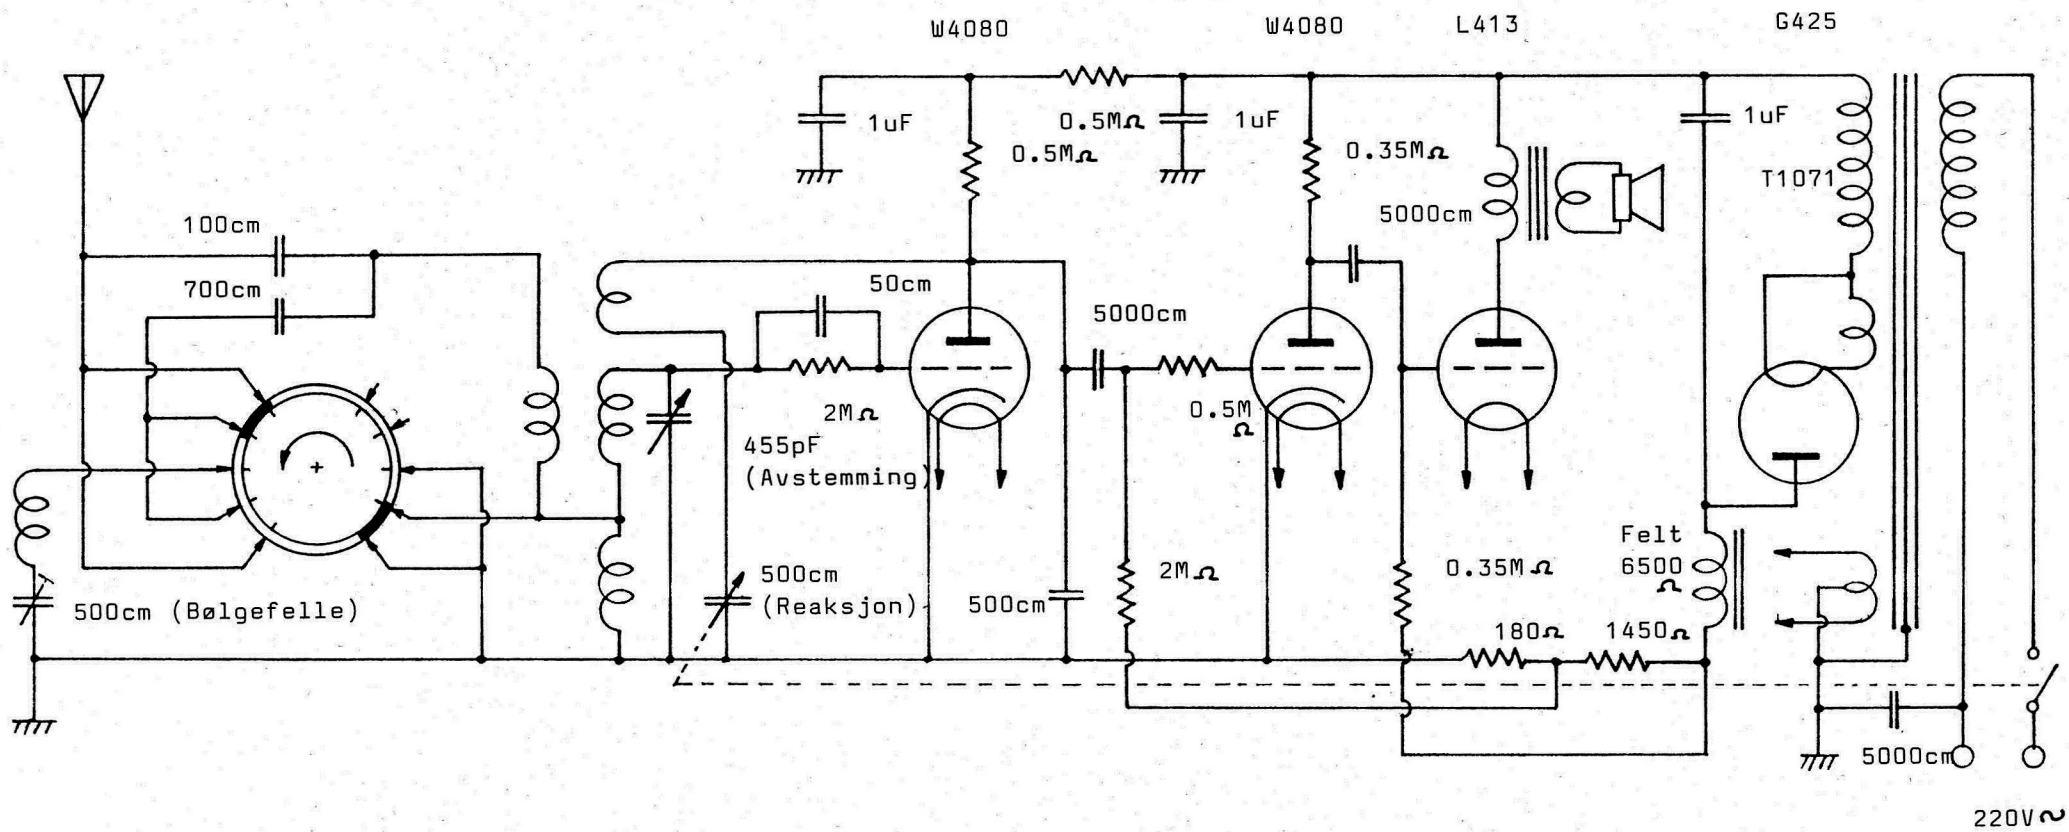 W4080
W4080
L413
G425
1uF
0.5MΩ
0.5MΩ
1uF
0.35MΩ
1uF
T1071
5000cm
100cm
700cm
50cm
5000cm
2MΩ
0.5M
Ω
455pF
(Avstemming)
Felt
6500
Ω
500cm
(Reaksjon)
500cm
2MΩ
0.35MΩ
500cm (Bølgefelle)
180Ω
1450Ω
5000cm
220V~